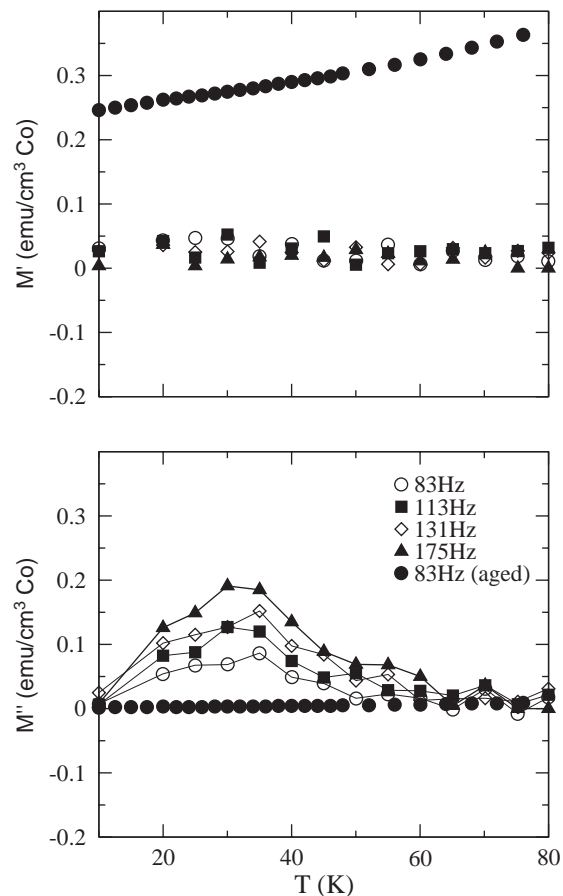 0.3
0.2
0.1
0
-0.1
-0.2
M' (emu/cm³ Co)
0.3
0.2
0.1
0
-0.1
-0.2
M" (emu/cm³ Co)
83Hz
113Hz
131Hz
175Hz
83Hz (aged)
20 40 60 80
T (K)